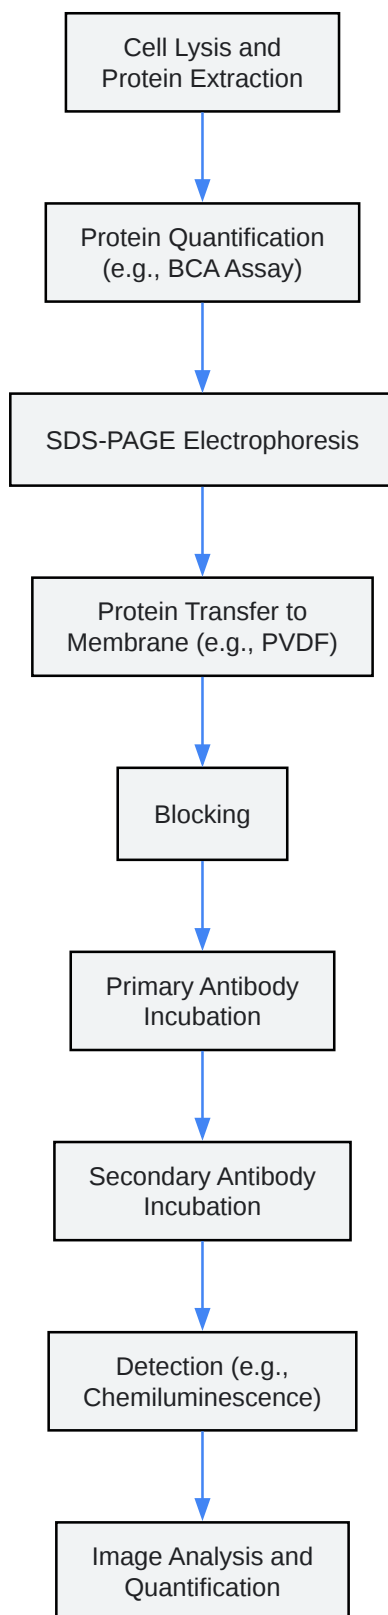 Cell Lysis and
Protein Extraction
Protein Quantification
(e.g., BCA Assay)
SDS-PAGE Electrophoresis
Protein Transfer to
Membrane (e.g., PVDF)
Blocking
Primary Antibody
Incubation
Secondary Antibody
Incubation
Detection (e.g.,
Chemiluminescence)
Image Analysis and
Quantification